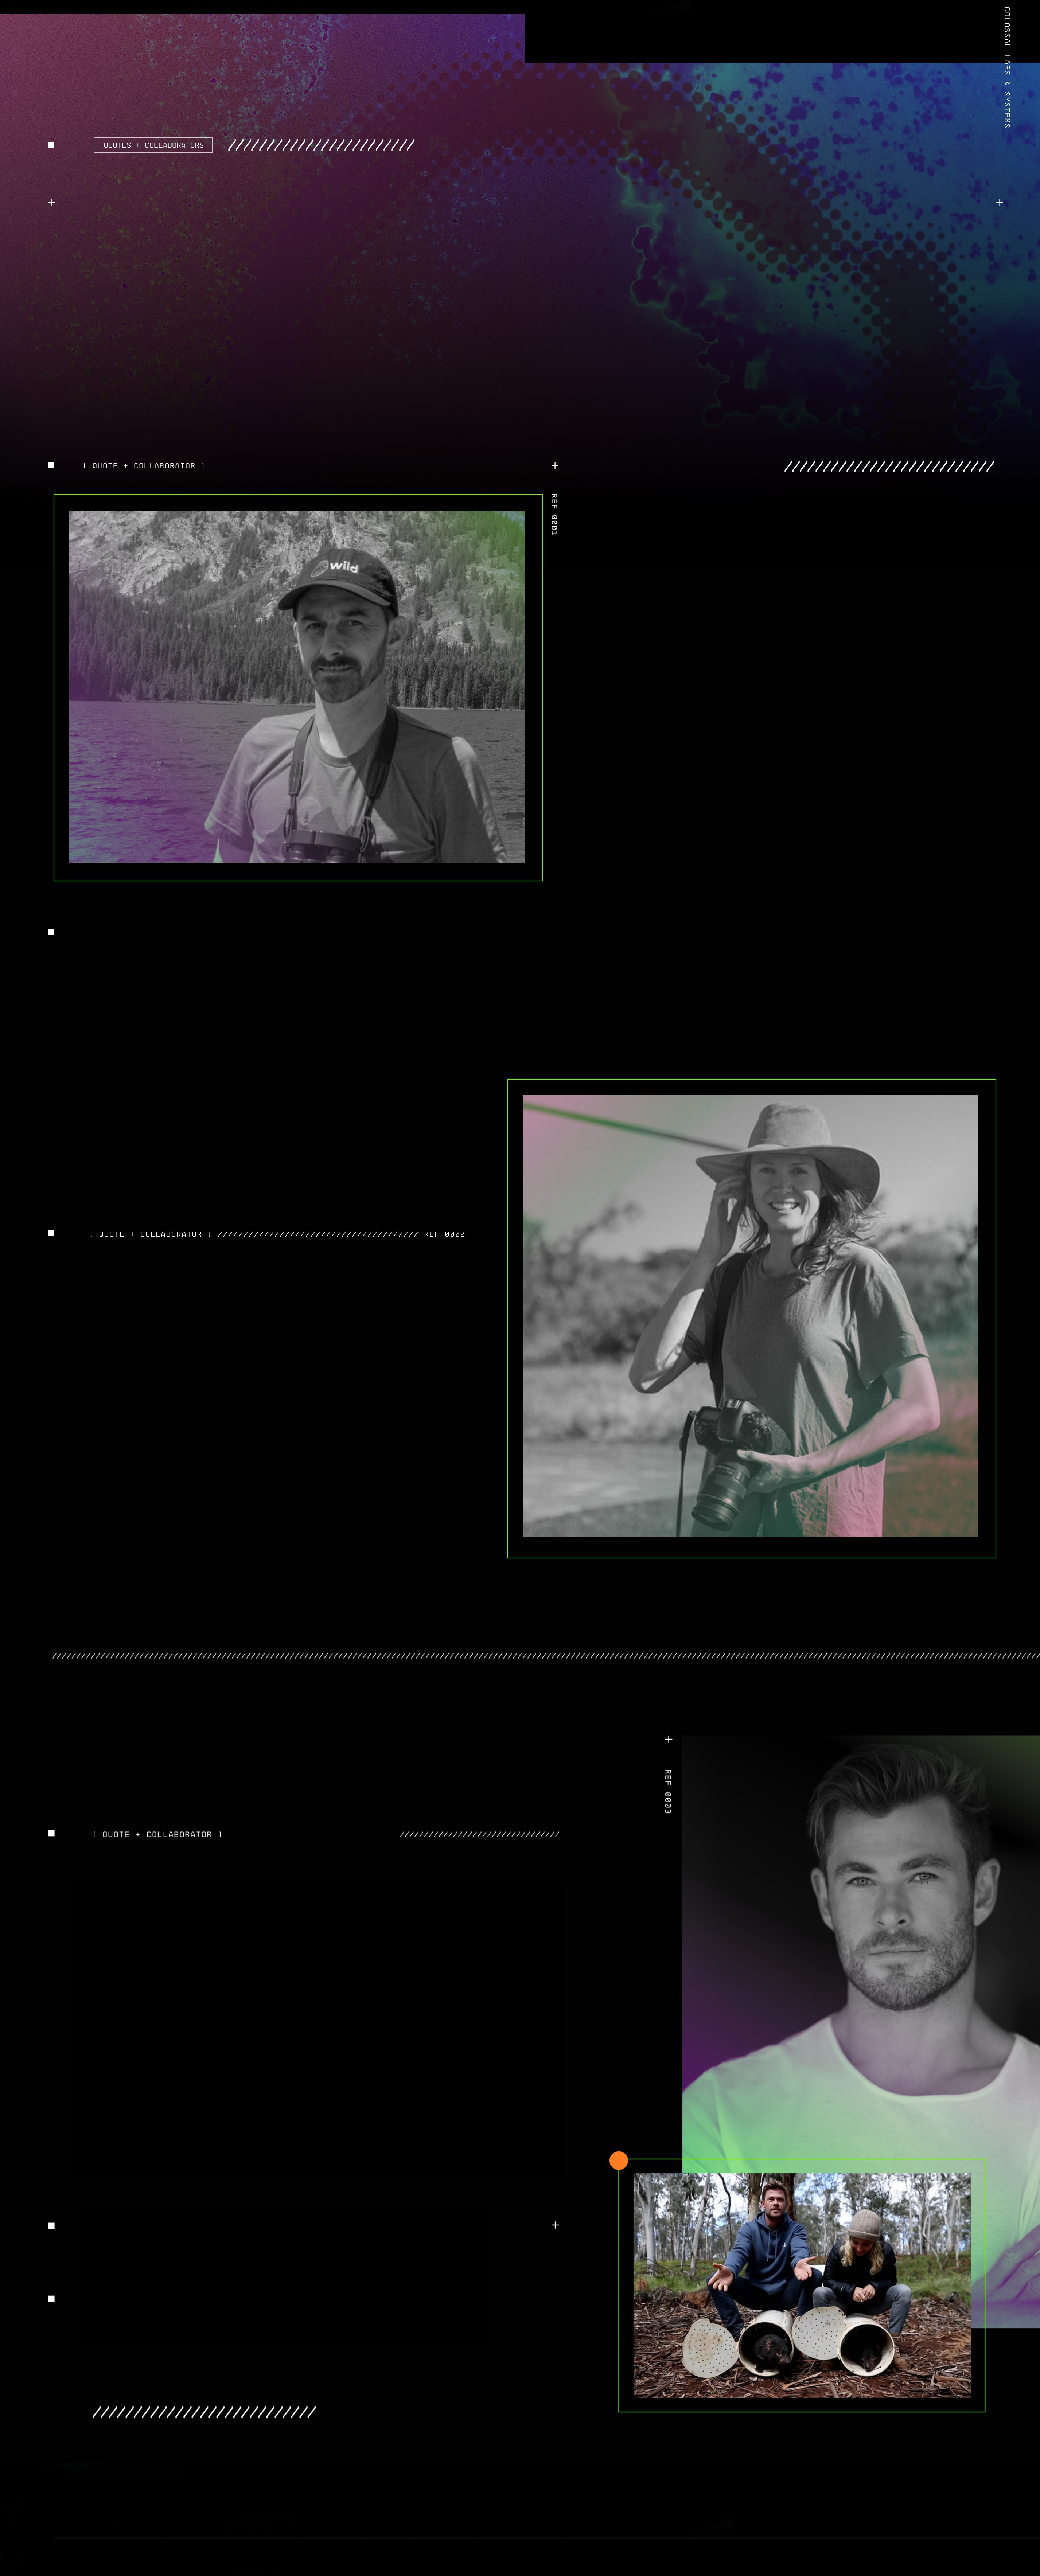 COLOSSAL LABS & SYSTEMS
QUOTES + COLLABORATORS
| QUOTE + COLLABORATOR |
REF 0001
wild
| QUOTE + COLLABORATOR | /////////////////////////////////////// REF 0002
REF 0003
| QUOTE + COLLABORATOR |